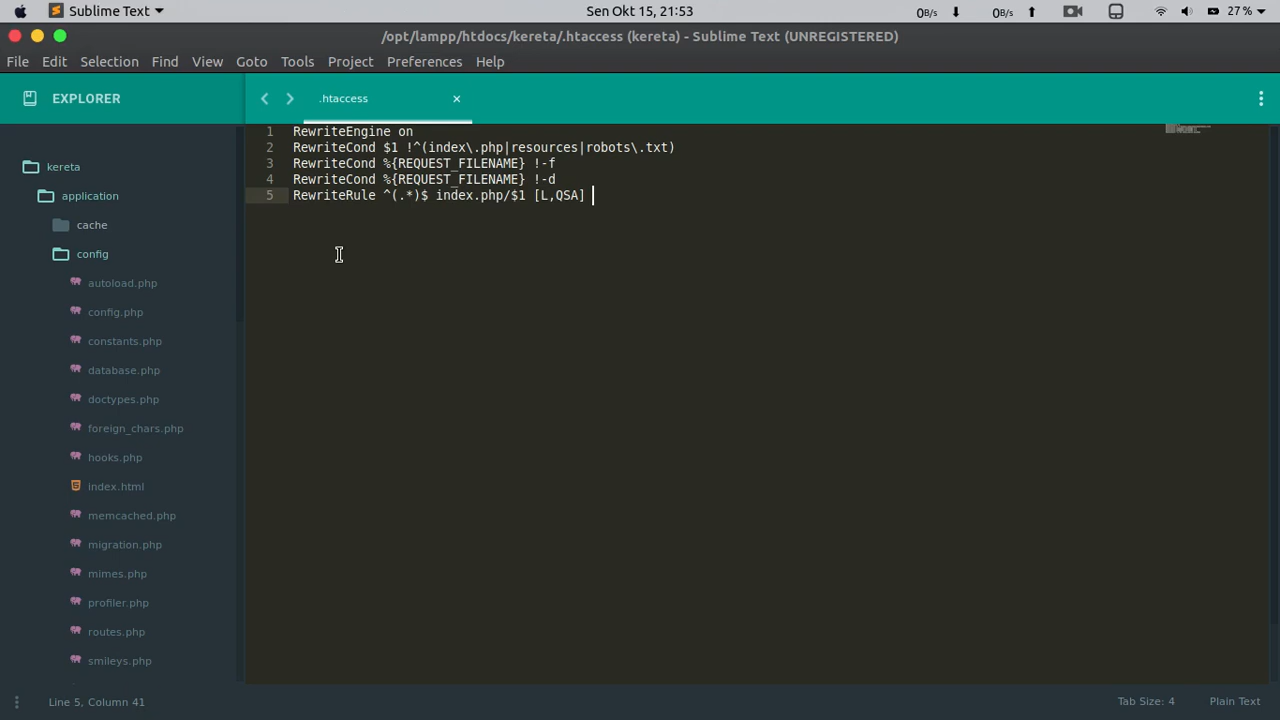 Sublime Text Sen Okt 15, 21:53 0B/s 0B/s 27%
/opt/lampp/htdocs/kereta/.htaccess (kereta) - Sublime Text (UNREGISTERED)
File Edit Selection Find View Goto Tools Project Preferences Help
EXPLORER
.htaccess
kereta
application
cache
config
autoload.php
config.php
constants.php
database.php
doctypes.php
foreign_chars.php
hooks.php
index.html
memcached.php
migration.php
mimes.php
profiler.php
routes.php
smileys.php
1 RewriteEngine on
2 RewriteCond $1 !^(index\.php|resources|robots\.txt)
3 RewriteCond %{REQUEST_FILENAME} !-f
4 RewriteCond %{REQUEST_FILENAME} !-d
5 RewriteRule ^(.*)$ index.php/$1 [L,QSA]
Line 5, Column 41 Tab Size: 4 Plain Text